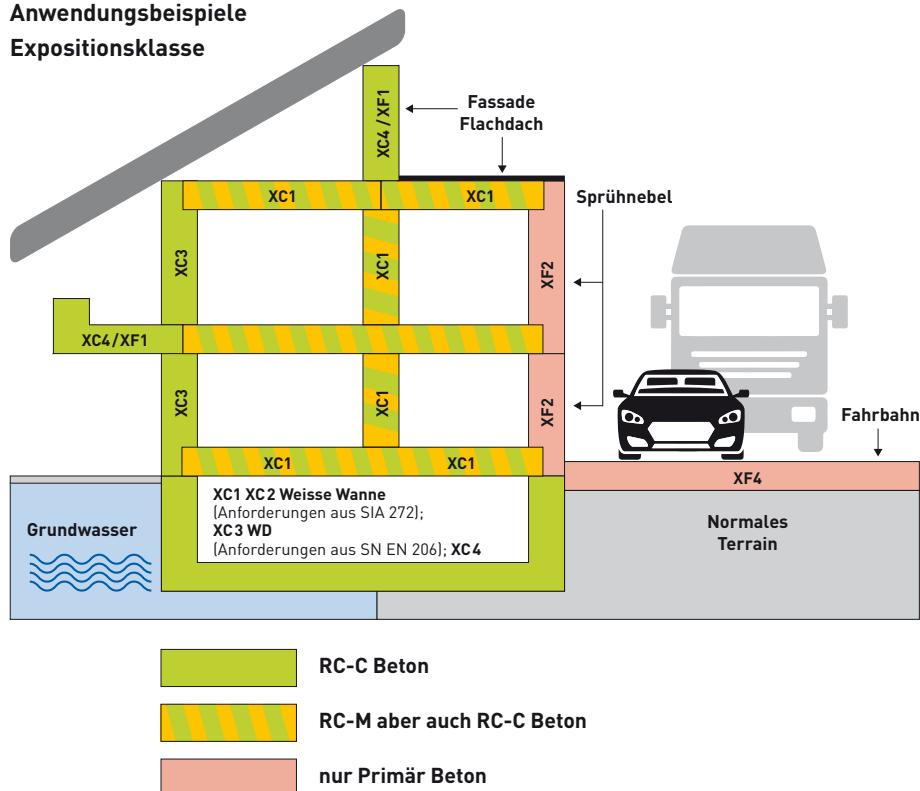 Anwendungsbeispiele
Expositionsklasse
XC4 / XF1
Fassade
Flachdach
XC1
XC1
Sprühnebel
XC3
XC1
XF2
XC4/XF1
XC3
XC1
XF2
Fahrbahn
XC1
XC1
XF4
XC1 XC2 Weisse Wanne
(Anforderungen aus SIA 272);
XC3 WD
(Anforderungen aus SN EN 206); XC4
Grundwasser
Normales
Terrain
RC-C Beton
RC-M aber auch RC-C Beton
nur Primär Beton